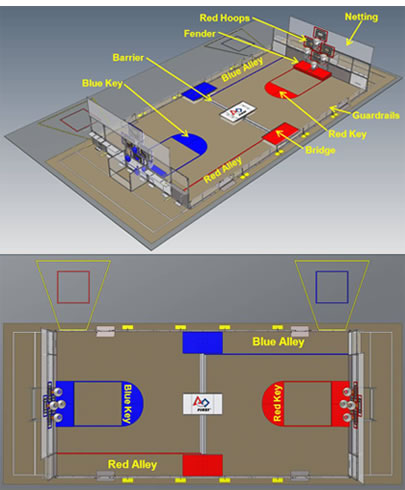 Red Hoops
Netting
Fender
Barrier
Blue Alley
Blue Key
Guardrails
Red Key
Bridge
Red Alley
FIRST
Blue Alley
Blue Key
Red Key
FIRST
Red Alley